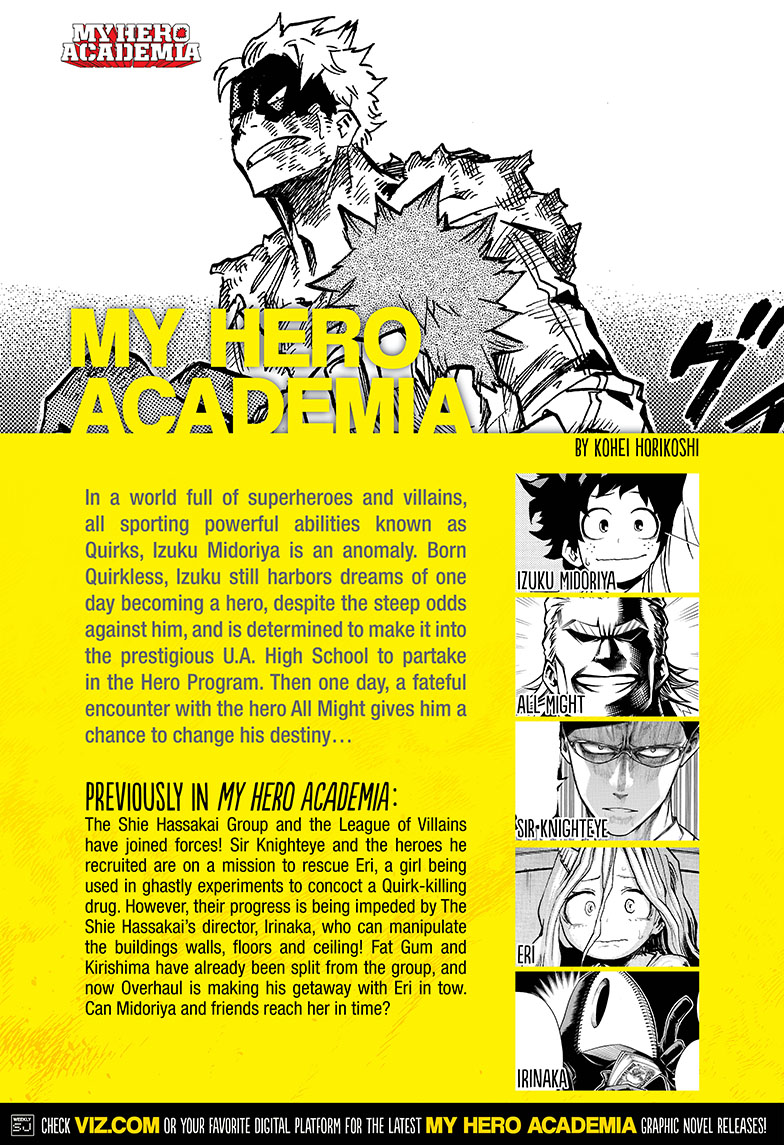 MY HERO
ACADEMIA
MY HERO
ACADEMIA
グイ
BY KOHEI HORIKOSHI
In a world full of superheroes and villains,
all sporting powerful abilities known as
Quirks, Izuku Midoriya is an anomaly. Born
Quirkless, Izuku still harbors dreams of one
day becoming a hero, despite the steep odds
against him, and is determined to make it into
the prestigious U.A. High School to partake
in the Hero Program. Then one day, a fateful
encounter with the hero All Might gives him a
chance to change his destiny…
PREVIOUSLY IN MY HERO ACADEMIA:
The Shie Hassakai Group and the League of Villains
have joined forces! Sir Knighteye and the heroes he
recruited are on a mission to rescue Eri, a girl being
used in ghastly experiments to concoct a Quirk-killing
drug. However, their progress is being impeded by The
Shie Hassakai's director, Irinaka, who can manipulate
the buildings walls, floors and ceiling! Fat Gum and
Kirishima have already been split from the group, and
now Overhaul is making his getaway with Eri in tow.
Can Midoriya and friends reach her in time?
IZUKU MIDORIYA
ALL MIGHT
SIR KNIGHTEYE
ERI
IRINAKA
WEEKLY
SJ
CHECK VIZ.COM OR YOUR FAVORITE DIGITAL PLATFORM FOR THE LATEST MY HERO ACADEMIA GRAPHIC NOVEL RELEASES!